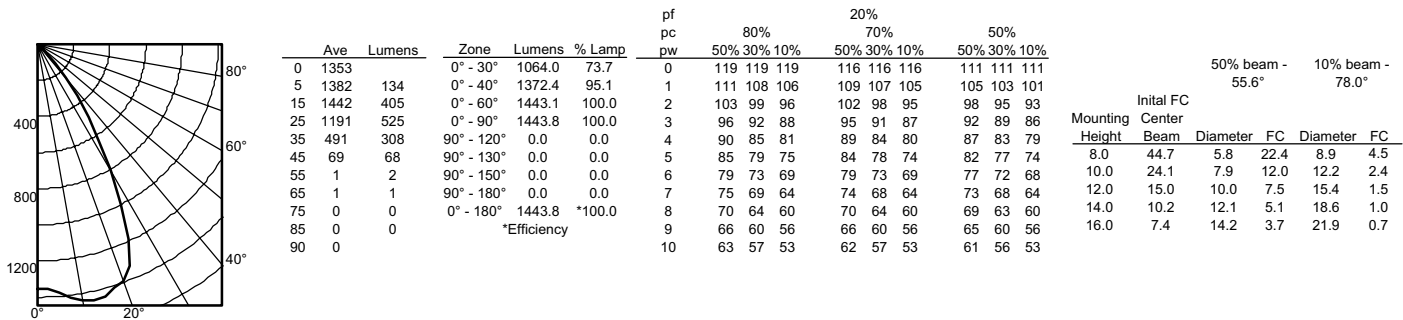 80°
60°
40°
20°
0°
400
800
1200
Ave Lumens
0 1353
5 1382 134
15 1442 405
25 1191 525
35 491 308
45 69 68
55 1 2
65 1 1
75 0 0
85 0 0
90 0
Zone Lumens % Lamp
0° - 30° 1064.0 73.7
0° - 40° 1372.4 95.1
0° - 60° 1443.1 100.0
0° - 90° 1443.8 100.0
90° - 120° 0.0 0.0
90° - 130° 0.0 0.0
90° - 150° 0.0 0.0
90° - 180° 0.0 0.0
0° - 180° 1443.8 *100.0
*Efficiency
pf 20%
pc 80% 70% 50%
pw 50% 30% 10% 50% 30% 10% 50% 30% 10%
0 119 119 119 116 116 116 111 111 111
1 111 108 106 109 107 105 105 103 101
2 103 99 96 102 98 95 98 95 93
3 96 92 88 95 91 87 92 89 86
4 90 85 81 89 84 80 87 83 79
5 85 79 75 84 78 74 82 77 74
6 79 73 69 79 73 69 77 72 68
7 75 69 64 74 68 64 73 68 64
8 70 64 60 70 64 60 69 63 60
9 66 60 56 66 60 56 65 60 56
10 63 57 53 62 57 53 61 56 53
50% beam - 10% beam -
55.6° 78.0°
Inital FC
Mounting Center
Height Beam Diameter FC Diameter FC
8.0 44.7 5.8 22.4 8.9 4.5
10.0 24.1 7.9 12.0 12.2 2.4
12.0 15.0 10.0 7.5 15.4 1.5
14.0 10.2 12.1 5.1 18.6 1.0
16.0 7.4 14.2 3.7 21.9 0.7